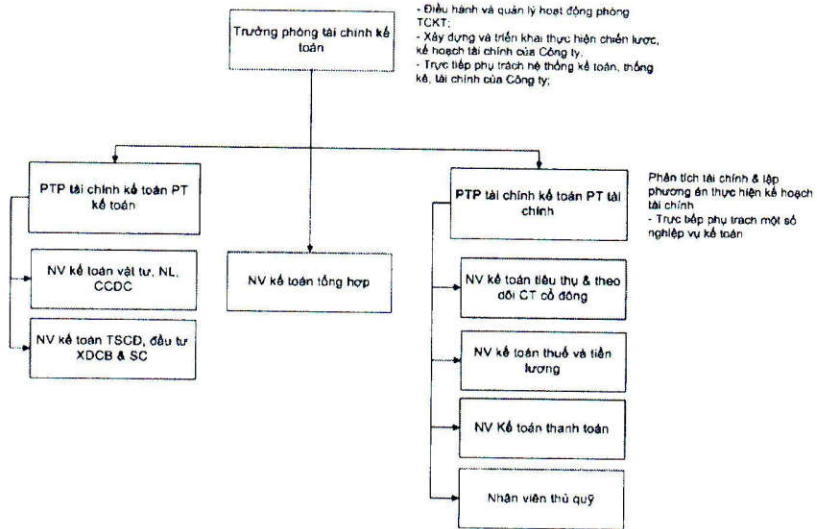 Trưởng phòng tài chính kế
toán
- Điều hành và quản lý hoạt động phòng
TCKT;
- Xây dựng và triển khai thực hiện chiến lược,
kế hoạch tài chính của Công ty.
- Trực tiếp phụ trách hệ thống kế toán, thống
kê, tài chính của Công ty;
PTP tài chính kế toán PT
kế toán
NV kế toán vật tư, NL,
CCDC
NV kế toán TSCD, đầu tư
XDCB & SC
NV kế toán tổng hợp
PTP tài chính kế toán PT tài
chính
Phân tích tài chính & lập
phương án thực hiện kế hoạch
tài chính
- Trực tiếp phụ trách một số
nghiệp vụ kế toán
NV kế toán tiêu thụ & theo
dõi CT cổ đông
NV kế toán thuế và tiền
lương
NV Kế toán thanh toán
Nhân viên thủ quỹ